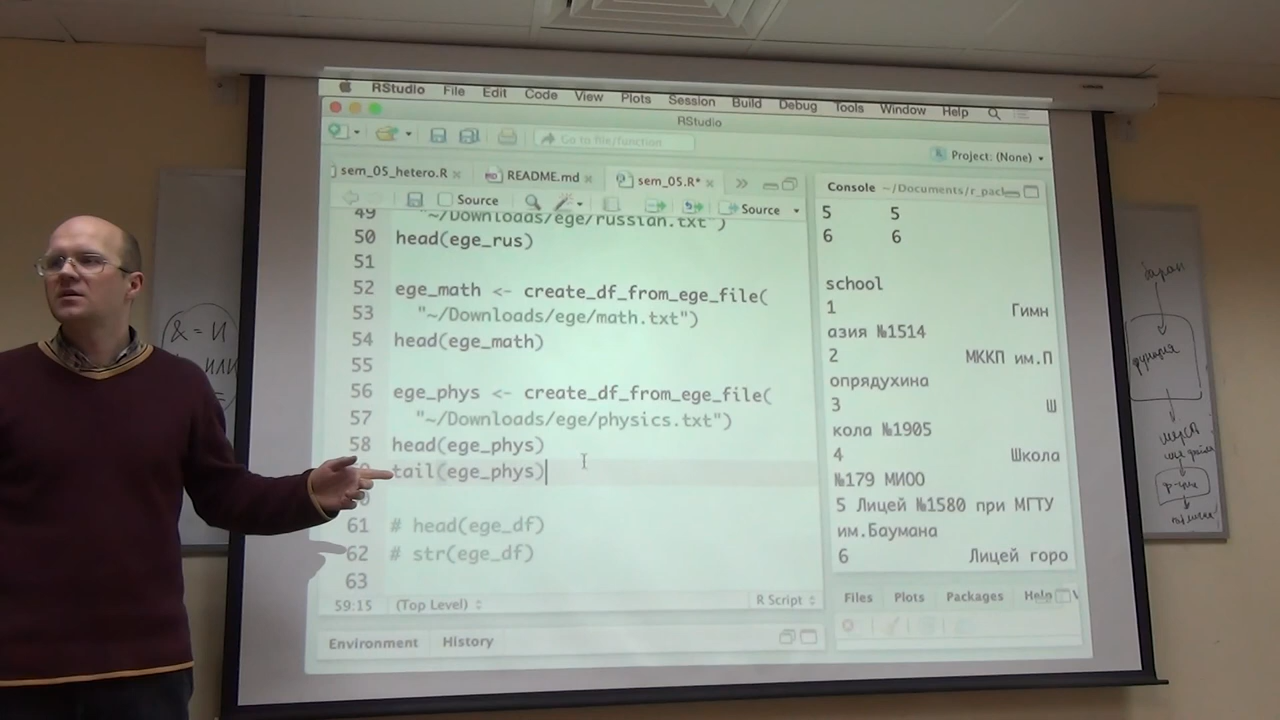 RStudio File Edit Code View Plots Session Build Debug Tools Window Help
RStudio
Go to file/function
Project: (None)
sem_05_hetero.R README.md sem_05.R*
Source Source
49 "~/Downloads/ege/russian.txt")
50 head(ege_rus)
51
52 ege_math <- create_df_from_ege_file(
53 "~/Downloads/ege/math.txt")
54 head(ege_math)
55
56 ege_phys <- create_df_from_ege_file(
57 "~/Downloads/ege/physics.txt")
58 head(ege_phys)
tail(ege_phys)
61 # head(ege_df)
62 # str(ege_df)
63
59:15 (Top Level) R Script
Environment History
Console ~/Documents/r_pack
5 5
6 6
school
1 Гимн
азия №1514
2 МККП им.П
опрядухина
3 Ш
кола №1905
4 Школа
№179 МИОО
5 Лицей №1580 при МГТУ
им.Баумана
6 Лицей горо
Files Plots Packages Help
& = И
ИЛИ
функция